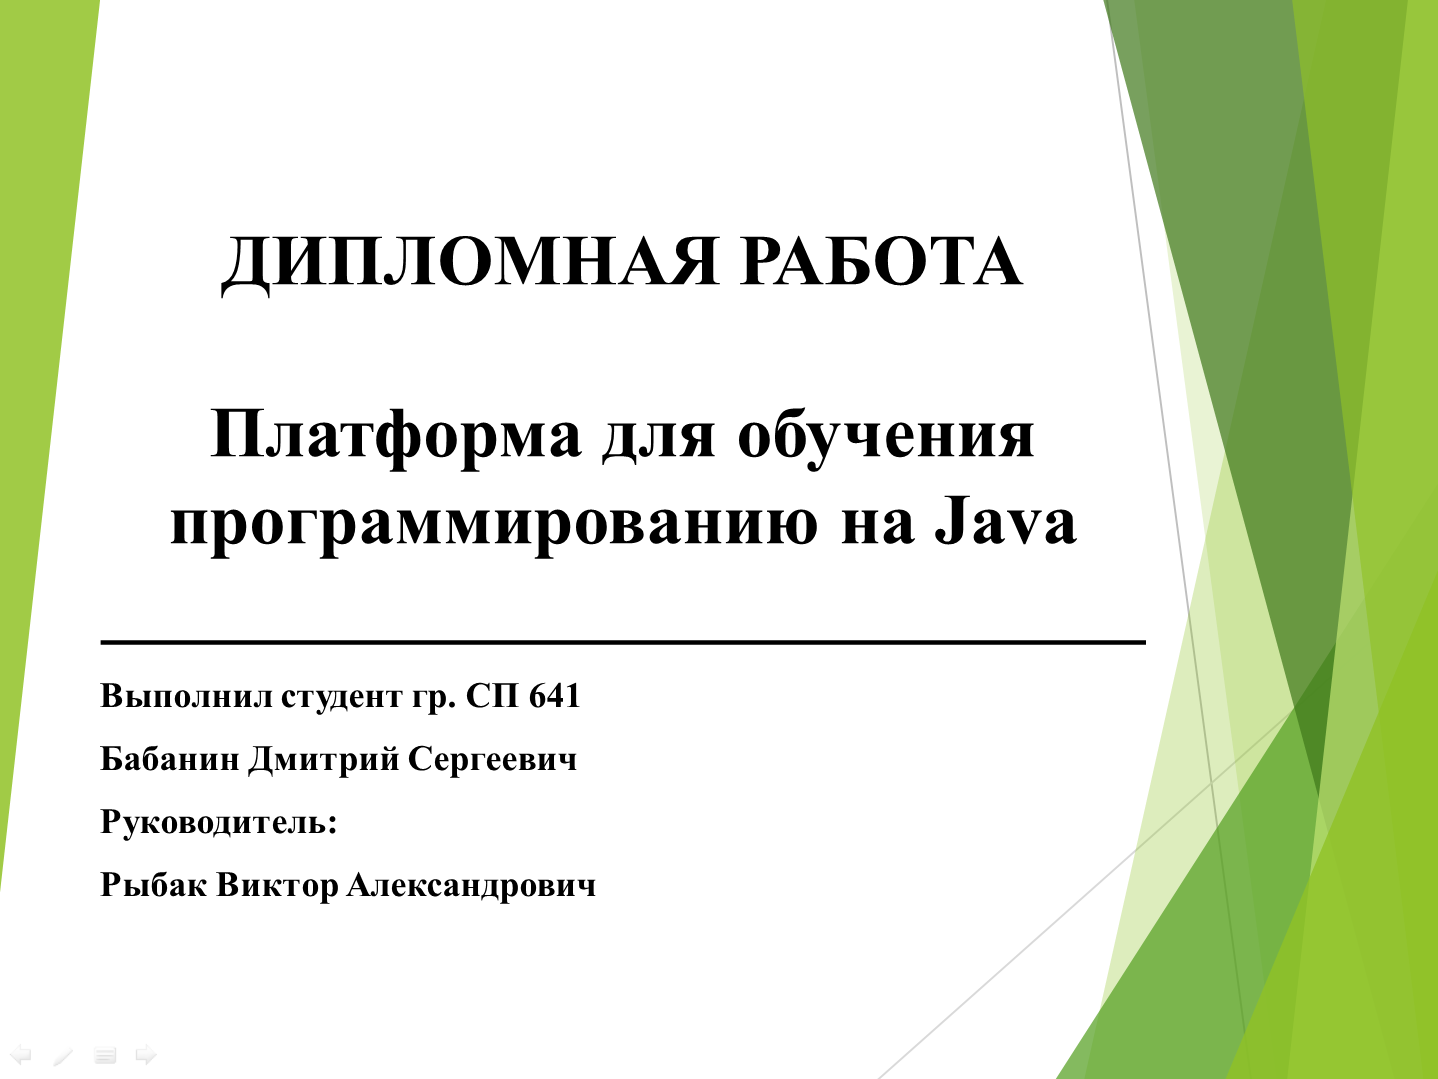 ДИПЛОМНАЯ РАБОТА
Платформа для обучения
программированию на Java
Выполнил студент гр. СП 641
Бабанин Дмитрий Сергеевич
Руководитель:
Рыбак Виктор Александрович